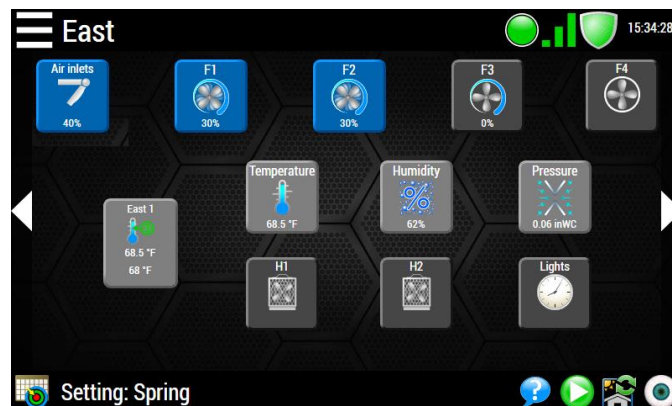 East
15:34:28
Air inlets
40%
F1
30%
F2
30%
F3
0%
F4
Temperature
68.5 °F
Humidity
62%
Pressure
0.06 inWC
East 1
68.5 °F
68 °F
H1
H2
Lights
Setting: Spring
?